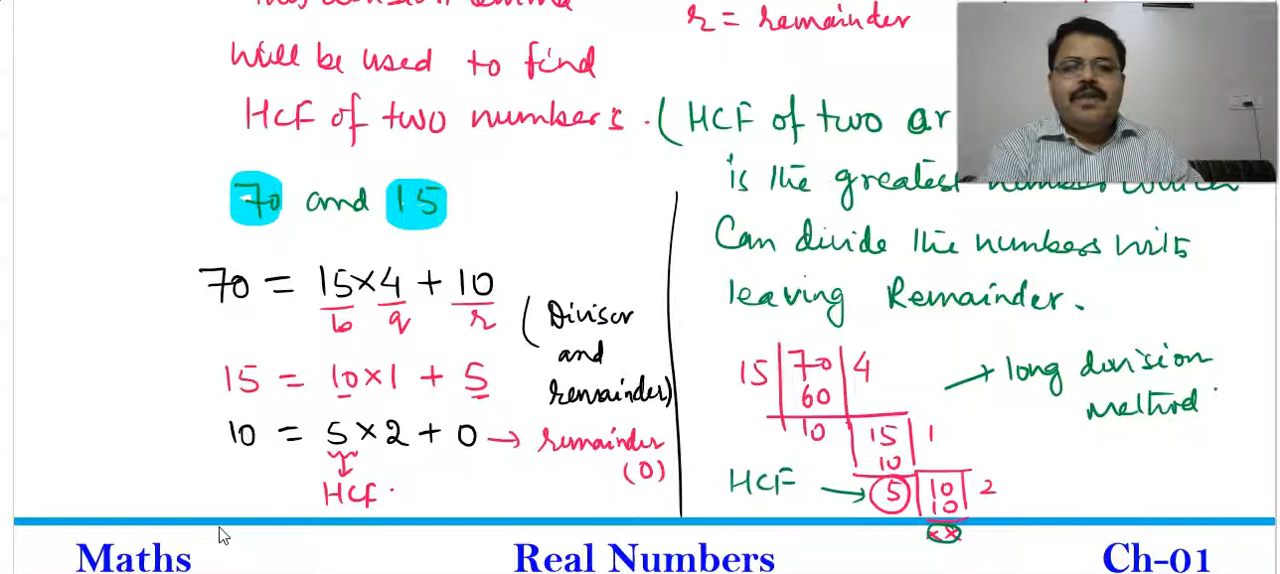 will be used to find
HCF of two numbers.
70 and 15
70 = 15×4 + 10
b q r
(Divisor
and
remainder)
15 = 10×1 + 5
10 = 5×2 + 0 → remainder
(0)
HCF
r = remainder
(HCF of two
is the greatest number which
Can divide the numbers
leaving Remainder.
15 70 4
60
10 15 1
10
HCF → 5 10 2
10
××
→ long division
method
Maths Real Numbers Ch-01